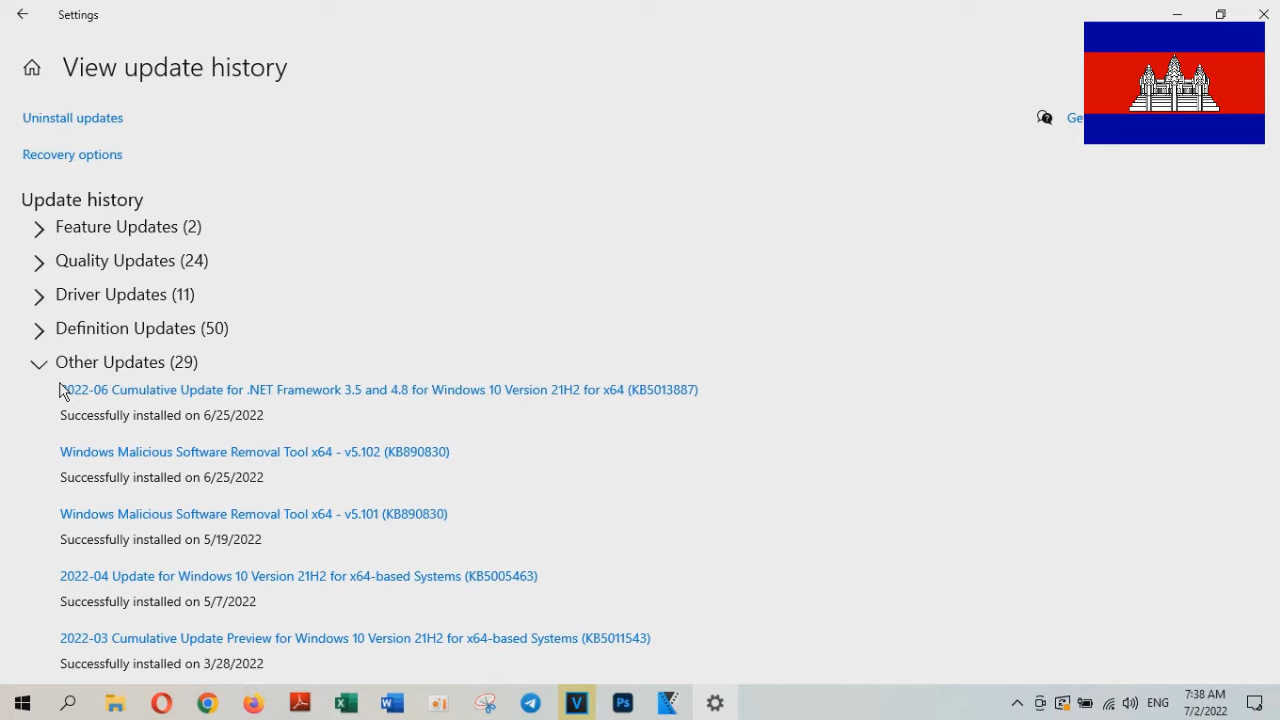 Settings
View update history
Uninstall updates
Ge
Recovery options
Update history
Feature Updates (2)
Quality Updates (24)
Driver Updates (11)
Definition Updates (50)
Other Updates (29)
2022-06 Cumulative Update for .NET Framework 3.5 and 4.8 for Windows 10 Version 21H2 for x64 (KB5013887)
Successfully installed on 6/25/2022
Windows Malicious Software Removal Tool x64 - v5.102 (KB890830)
Successfully installed on 6/25/2022
Windows Malicious Software Removal Tool x64 - v5.101 (KB890830)
Successfully installed on 5/19/2022
2022-04 Update for Windows 10 Version 21H2 for x64-based Systems (KB5005463)
Successfully installed on 5/7/2022
2022-03 Cumulative Update Preview for Windows 10 Version 21H2 for x64-based Systems (KB5011543)
Successfully installed on 3/28/2022
V
Ps
ENG
7:38 AM
7/2/2022